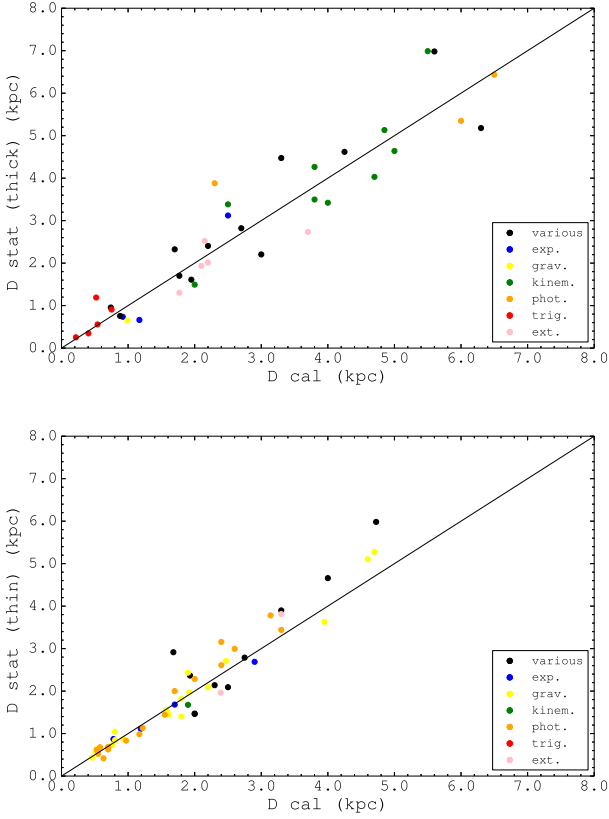 8.0
7.0
6.0
5.0
4.0
3.0
2.0
1.0
0.0
D stat (thick) (kpc)
various
exp.
grav.
kinem.
phot.
trig.
ext.
0.0 1.0 2.0 3.0 4.0 5.0 6.0 7.0 8.0
D cal (kpc)
8.0
7.0
6.0
5.0
4.0
3.0
2.0
1.0
0.0
D stat (thin) (kpc)
various
exp.
grav.
kinem.
phot.
trig.
ext.
0.0 1.0 2.0 3.0 4.0 5.0 6.0 7.0 8.0
D cal (kpc)